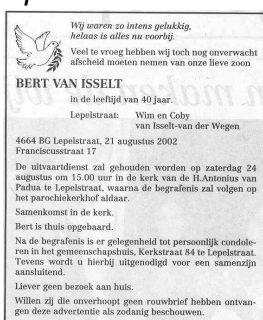 Wij waren zo intens gelukkig,
helaas is alles nu voorbij.
Veel te vroeg hebben wij toch nog onverwacht
afscheid moeten nemen van onze lieve zoon
BERT VAN ISSELT
in de leeftijd van 40 jaar.
Lepelstraat: Wim en Coby
van Isselt-van der Wegen
4664 BG Lepelstraat, 21 augustus 2002
Franciscusstraat 17
De uitvaartdienst zal gehouden worden op zaterdag 24
augustus om 15.00 uur in de kerk van de H.Antonius van
Padua te Lepelstraat, waarna de begrafenis zal volgen op
het parochiekerkhof aldaar.
Samenkomst in de kerk.
Bert is thuis opgebaard.
Na de begrafenis er is gelegenheid tot persoonlijk condole-
ren in het gemeenschapshuis, Kerkstraat 84 te Lepelstraat.
Tevens wordt u hierbij uitgenodigd voor een samenzijn
aansluitend.
Liever geen bezoek aan huis.
Willen zij die onverhoopt geen rouwbrief hebben ontvan-
gen deze advertentie als zodanig beschouwen.